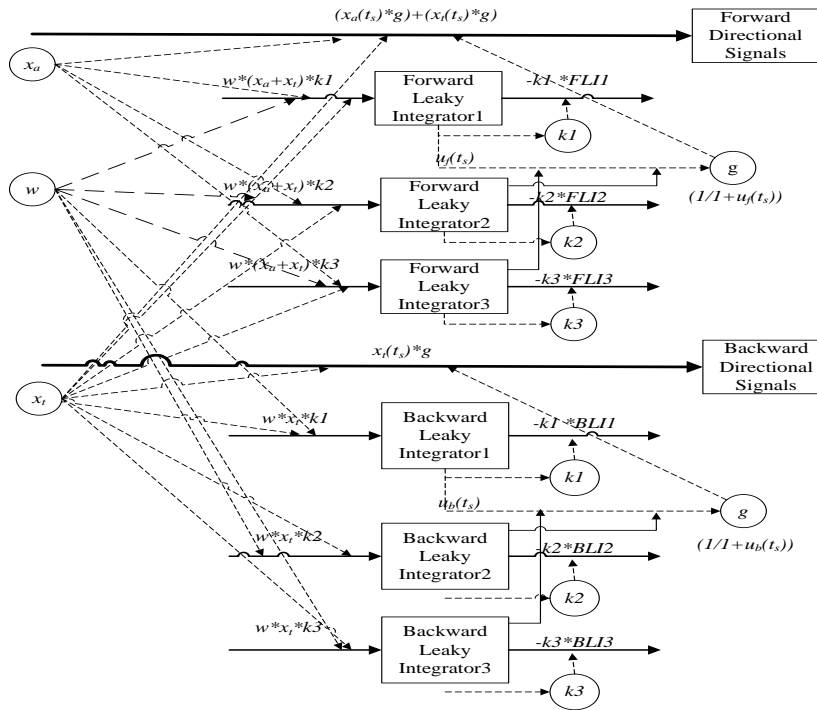 (xa(ts)*g)+(xt(ts)*g)
Forward
Directional
Signals
xa
w*(xa+xt)*k1
Forward
Leaky
Integrator1
-k1 *FLI1
k1
uf(ts)
g
(1/1+uf(ts))
w
w*(xa+xt)*k2
Forward
Leaky
Integrator2
-k2*FLI2
k2
w*(xa+xt)*k3
Forward
Leaky
Integrator3
-k3*FLI3
k3
xt(ts)*g
Backward
Directional
Signals
xt
w*xt*k1
Backward
Leaky
Integrator1
-k1 *BLI1
k1
ub(ts)
g
(1/1+ub(ts))
w*xt*k2
Backward
Leaky
Integrator2
-k2*BLI2
k2
w*xt*k3
Backward
Leaky
Integrator3
-k3*BLI3
k3